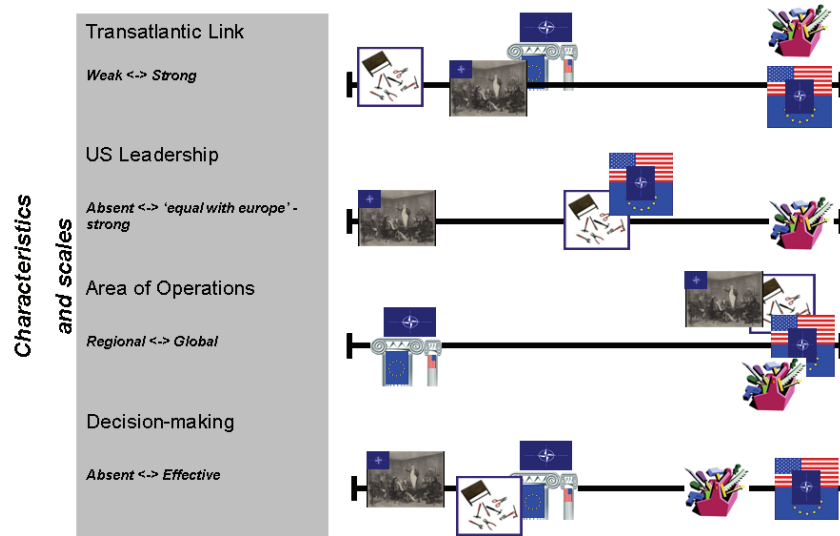 Characteristics
and scales
Transatlantic Link
Weak <-> Strong
US Leadership
Absent <-> ‘equal with europe’ -
strong
Area of Operations
Regional <-> Global
Decision-making
Absent <-> Effective